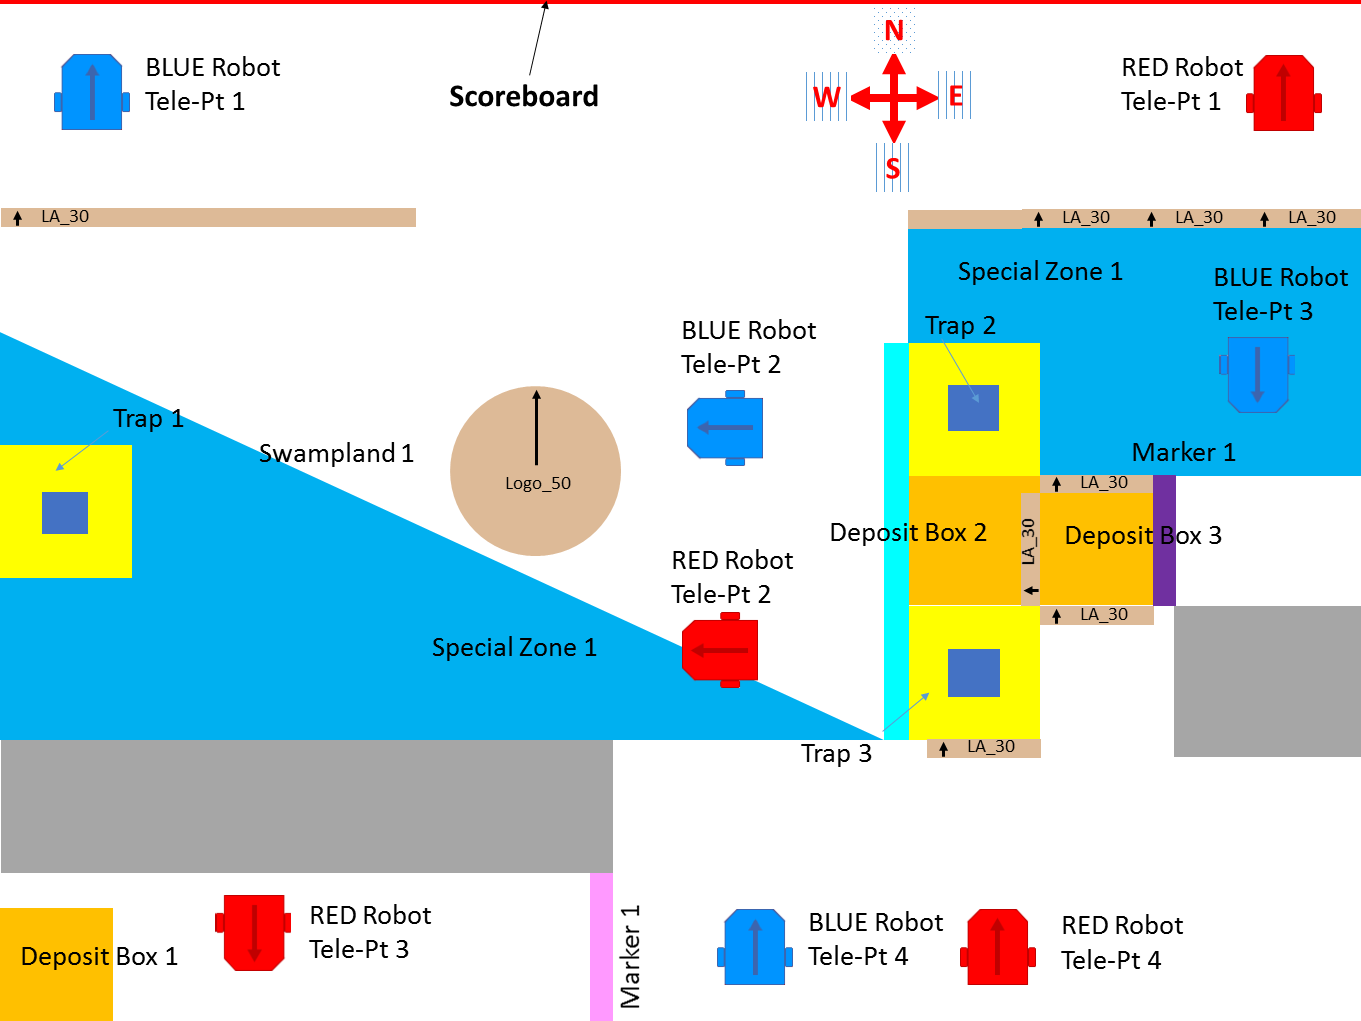 BLUE Robot
Tele-Pt 1
Scoreboard
N
W
E
S
RED Robot
Tele-Pt 1
LA_30
LA_30
LA_30
LA_30
Special Zone 1
BLUE Robot
Tele-Pt 3
BLUE Robot
Tele-Pt 2
Trap 2
Trap 1
Swampland 1
Logo_50
Marker 1
LA_30
LA_30
Deposit Box 2
Deposit Box 3
RED Robot
Tele-Pt 2
LA_30
Special Zone 1
Trap 3
LA_30
RED Robot
Tele-Pt 3
Marker 1
BLUE Robot
Tele-Pt 4
RED Robot
Tele-Pt 4
Deposit Box 1